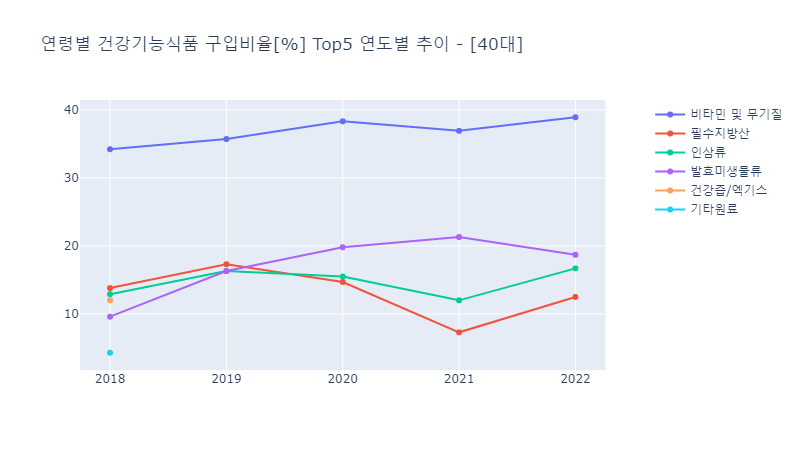 연령별 건강기능식품 구입비율[%] Top5 연도별 추이 - [40대]
40
30
20
10
2018 2019 2020 2021 2022
비타민 및 무기질
필수지방산
인삼류
발효미생물류
건강즙/엑기스
기타원료